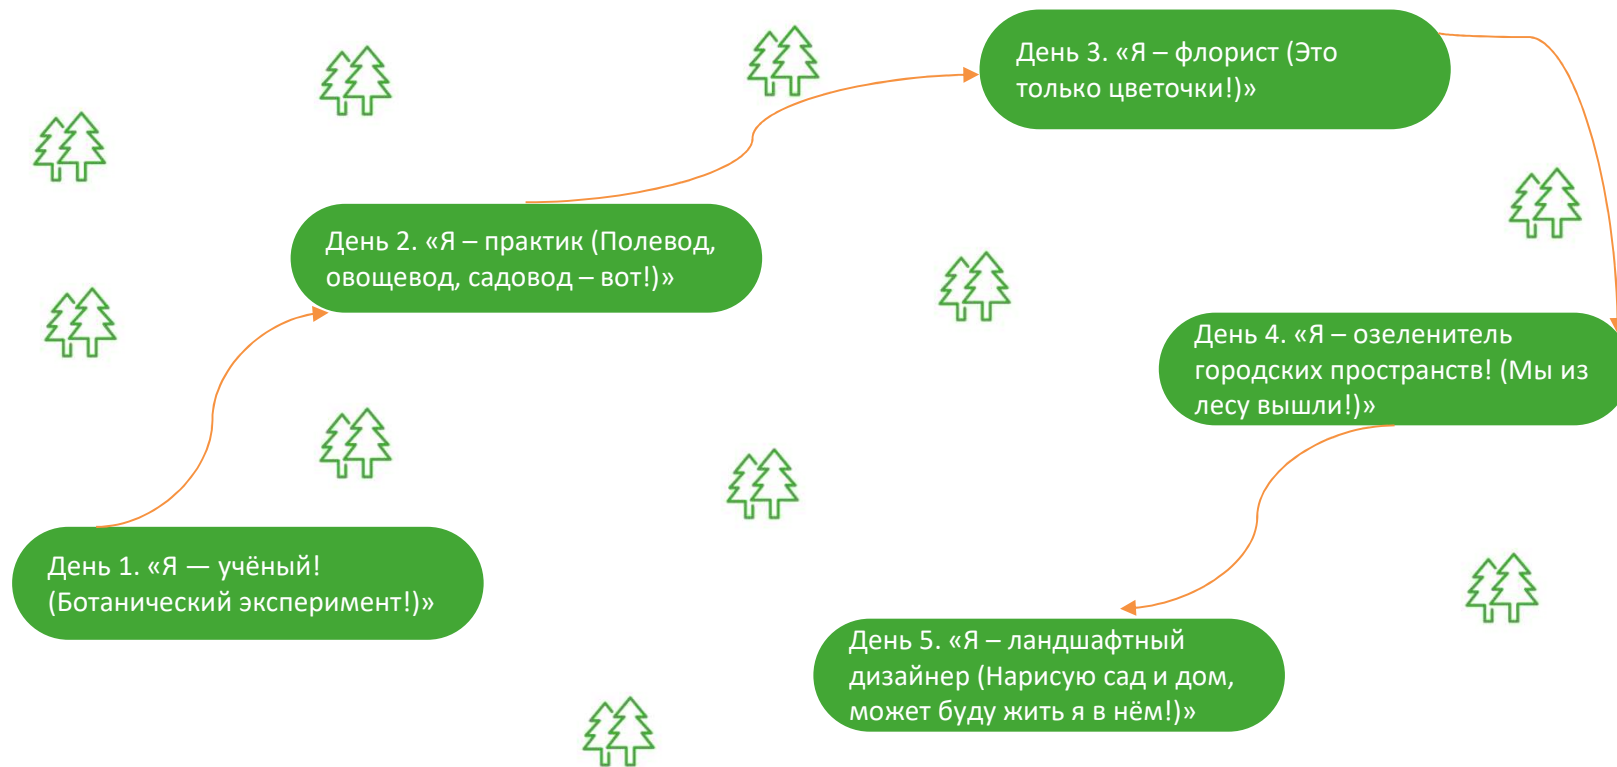 День 1. «Я — учёный!
(Ботанический эксперимент!)»
День 2. «Я – практик (Полевод,
овощевод, садовод – вот!)»
День 3. «Я – флорист (Это
только цветочки!)»
День 4. «Я – озеленитель
городских пространств! (Мы из
лесу вышли!)»
День 5. «Я – ландшафтный
дизайнер (Нарисую сад и дом,
может буду жить я в нём!)»